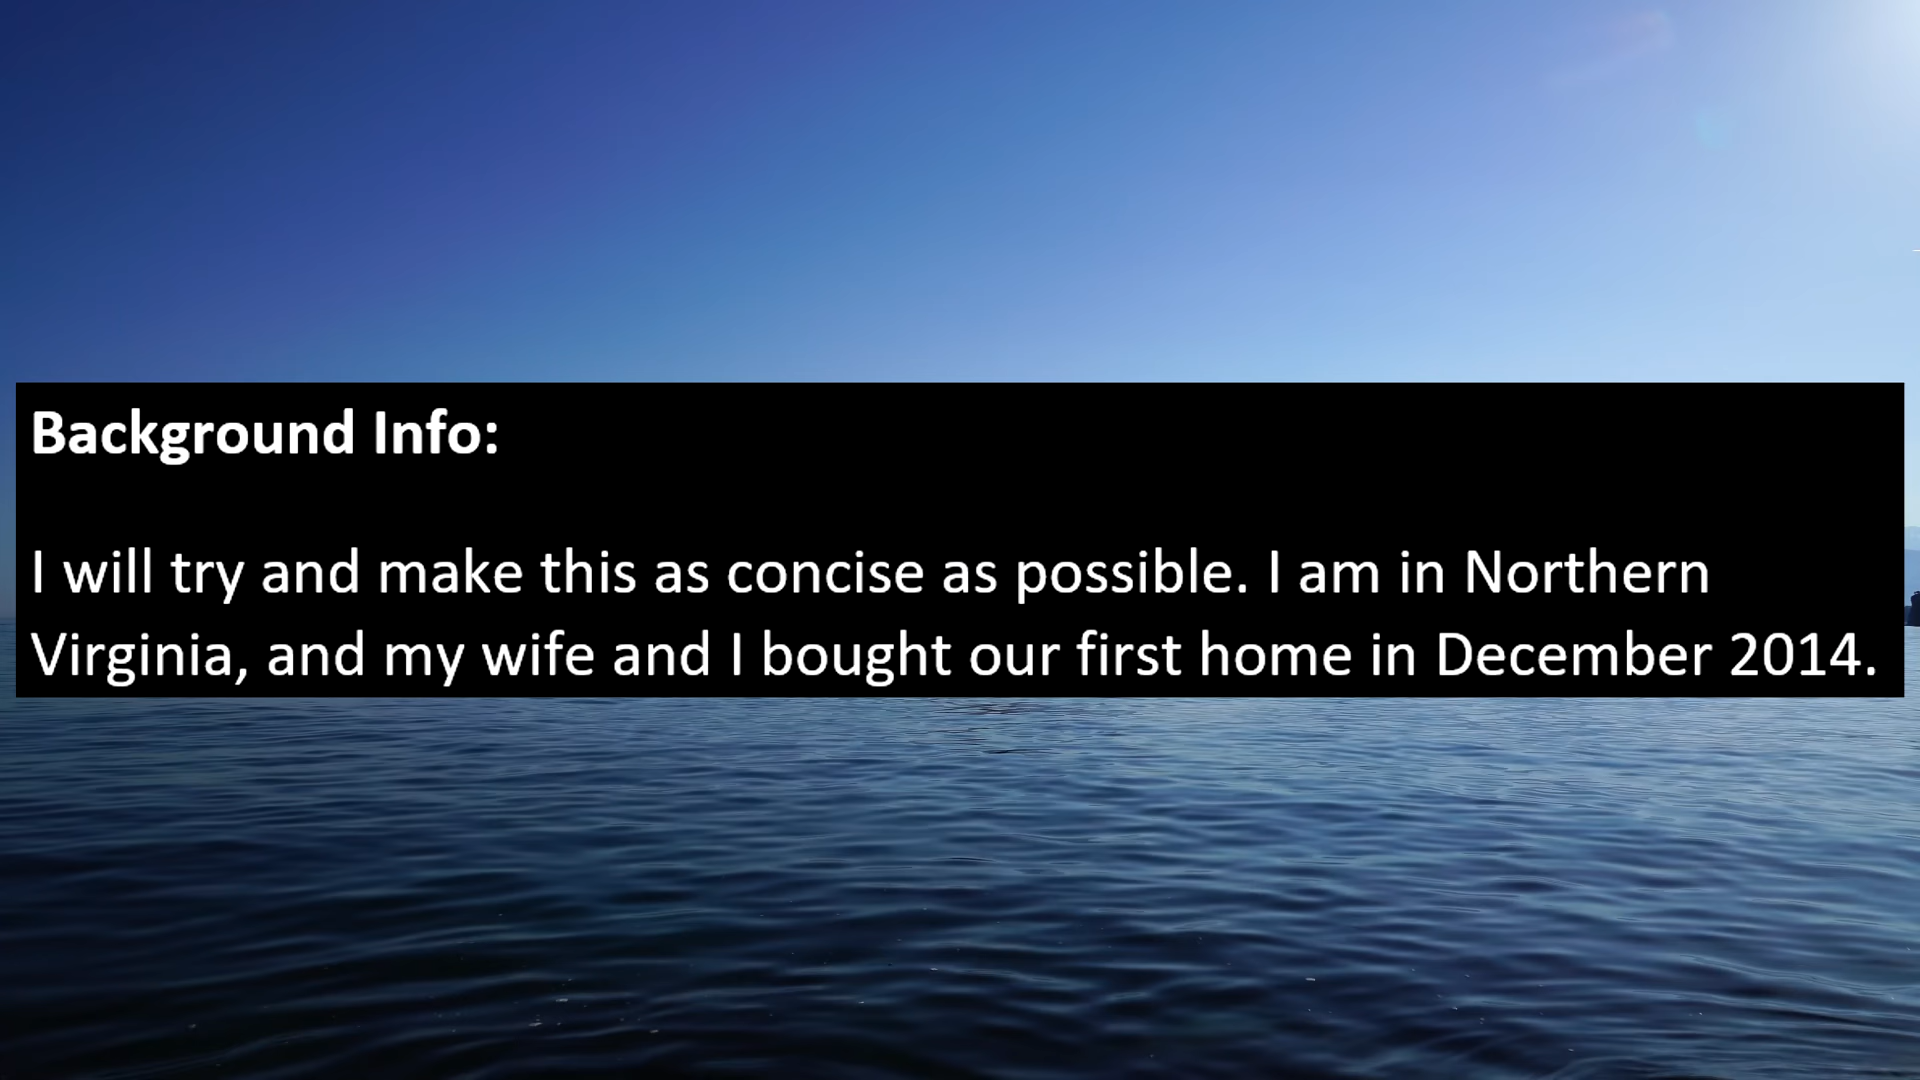 Background Info:
I will try and make this as concise as possible. I am in Northern
Virginia, and my wife and I bought our first home in December 2014.